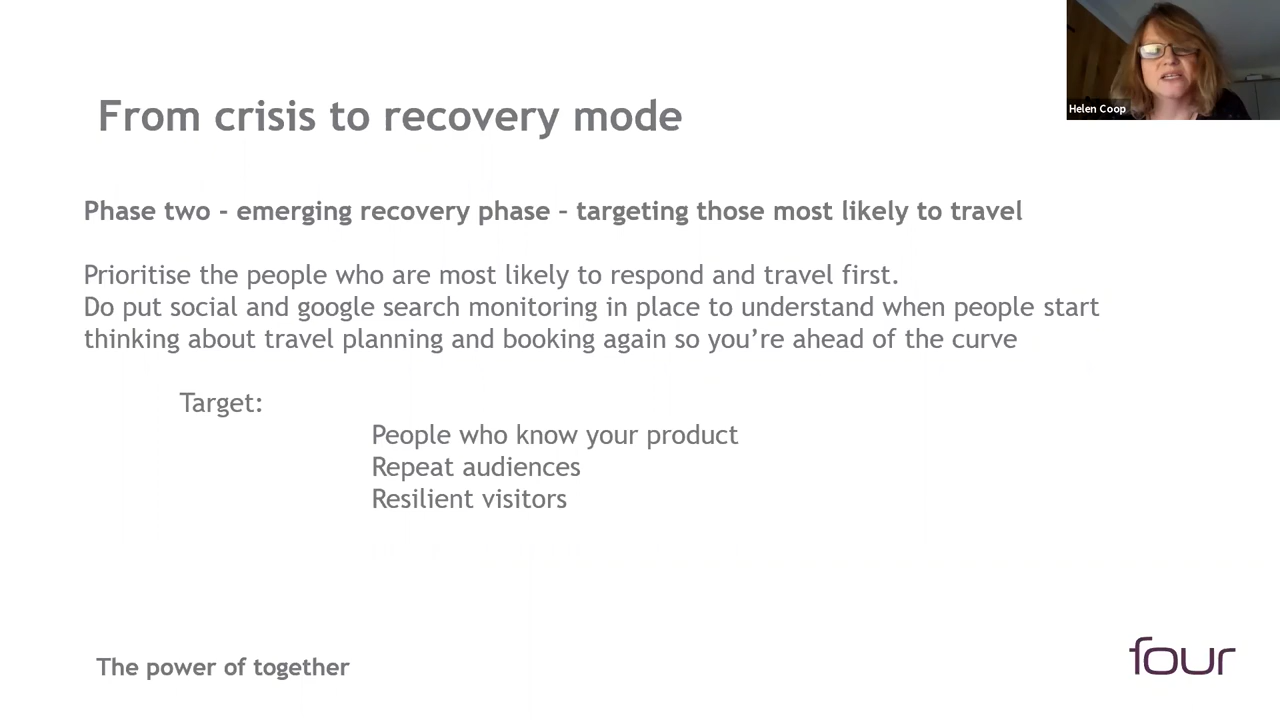 Helen Coop
From crisis to recovery mode
Phase two - emerging recovery phase – targeting those most likely to travel
Prioritise the people who are most likely to respond and travel first.
Do put social and google search monitoring in place to understand when people start
thinking about travel planning and booking again so you’re ahead of the curve
Target:
People who know your product
Repeat audiences
Resilient visitors
The power of together
four